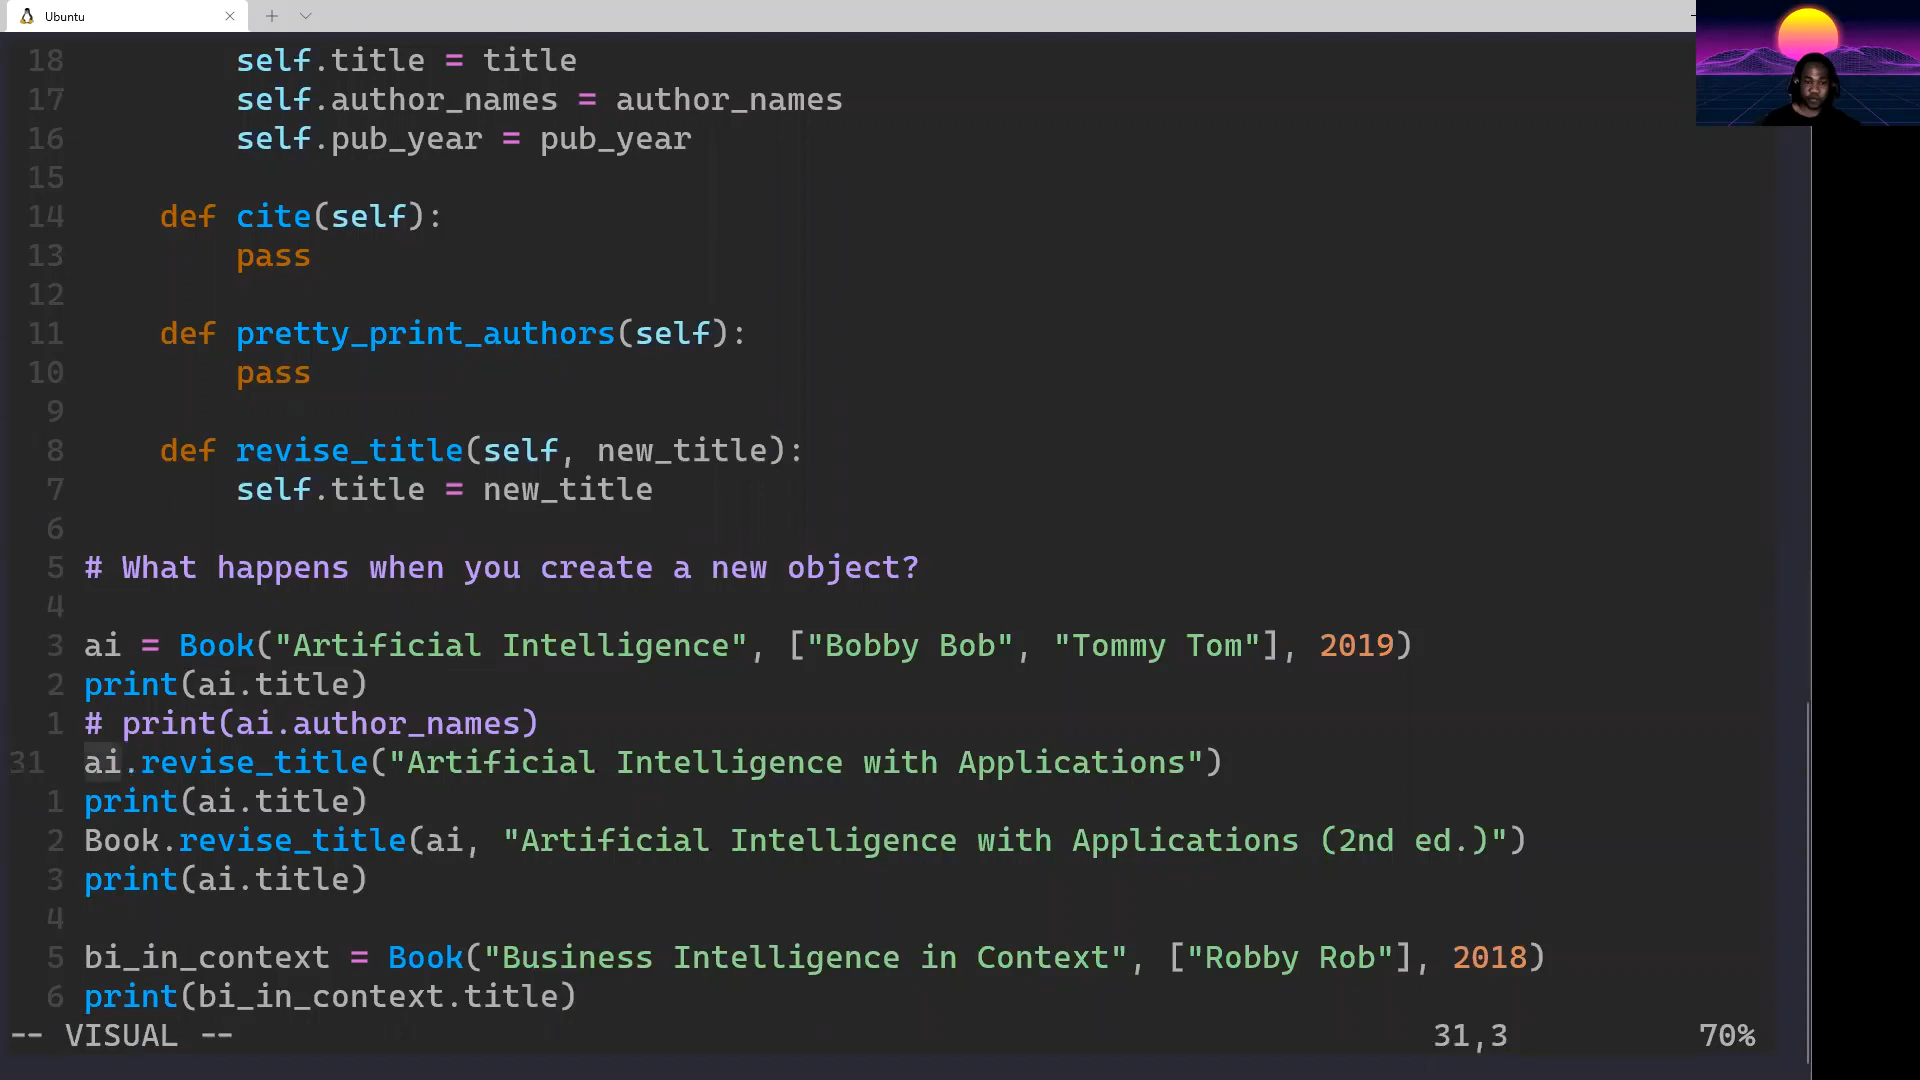 Ubuntu
18 self.title = title
17 self.author_names = author_names
16 self.pub_year = pub_year
15
14 def cite(self):
13 pass
12
11 def pretty_print_authors(self):
10 pass
9
8 def revise_title(self, new_title):
7 self.title = new_title
6
5 # What happens when you create a new object?
4
3 ai = Book("Artificial Intelligence", ["Bobby Bob", "Tommy Tom"], 2019)
2 print(ai.title)
1 # print(ai.author_names)
31 ai.revise_title("Artificial Intelligence with Applications")
1 print(ai.title)
2 Book.revise_title(ai, "Artificial Intelligence with Applications (2nd ed.)")
3 print(ai.title)
4
5 bi_in_context = Book("Business Intelligence in Context", ["Robby Rob"], 2018)
6 print(bi_in_context.title)
-- VISUAL -- 31,3 70%